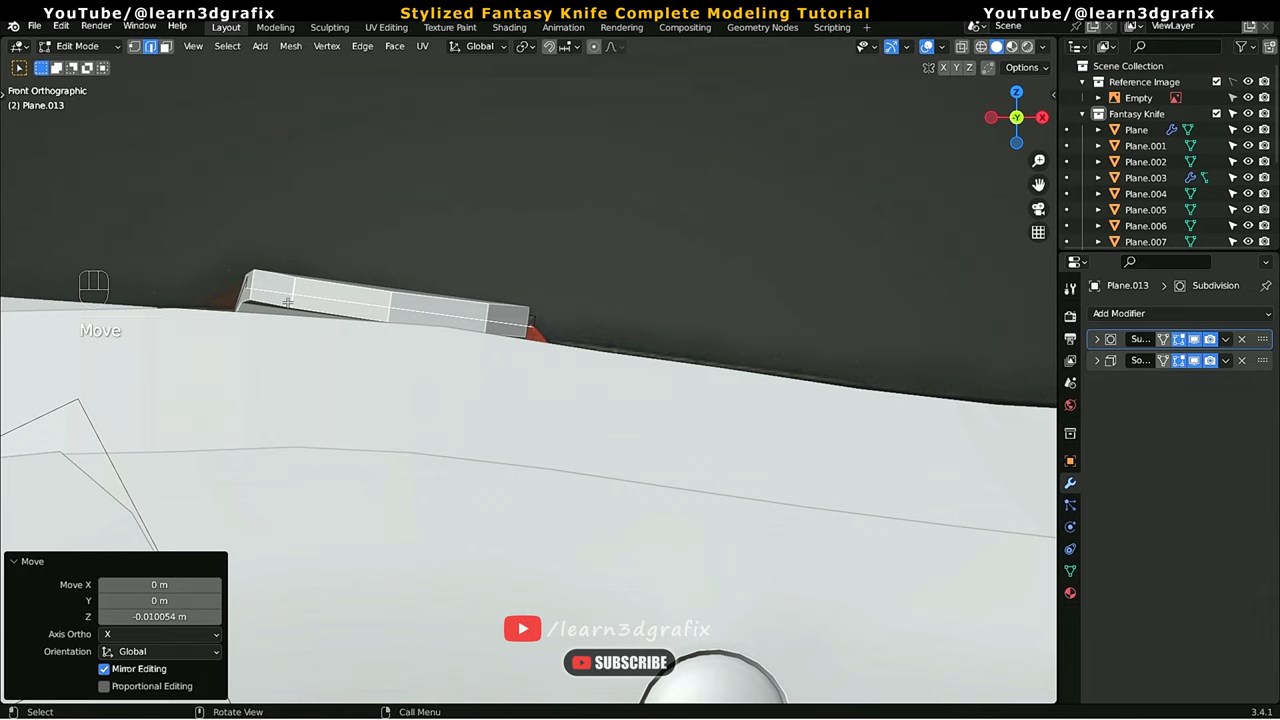 YouTube/@learn3dgrafix
Stylized Fantasy Knife Complete Modeling Tutorial
YouTube/@learn3dgrafix
File Edit Render Window Help
Layout Modeling Sculpting UV Editing Texture Paint Shading Animation Rendering Compositing Geometry Nodes Scripting
Scene
ViewLayer
Edit Mode View Select Add Mesh Vertex Edge Face UV Global
X Y Z Options
Front Orthographic
(2) Plane.013
Z
-Y
X
Move
Scene Collection
Reference Image
Empty
Fantasy Knife
Plane
Plane.001
Plane.002
Plane.003
Plane.004
Plane.005
Plane.006
Plane.007
Plane.013 Subdivision
Add Modifier
Su...
So...
Move
Move X 0 m
Y 0 m
Z -0.010054 m
Axis Ortho X
Orientation Global
Mirror Editing
Proportional Editing
/learn3dgrafix
SUBSCRIBE
Select Rotate View Call Menu 3.4.1